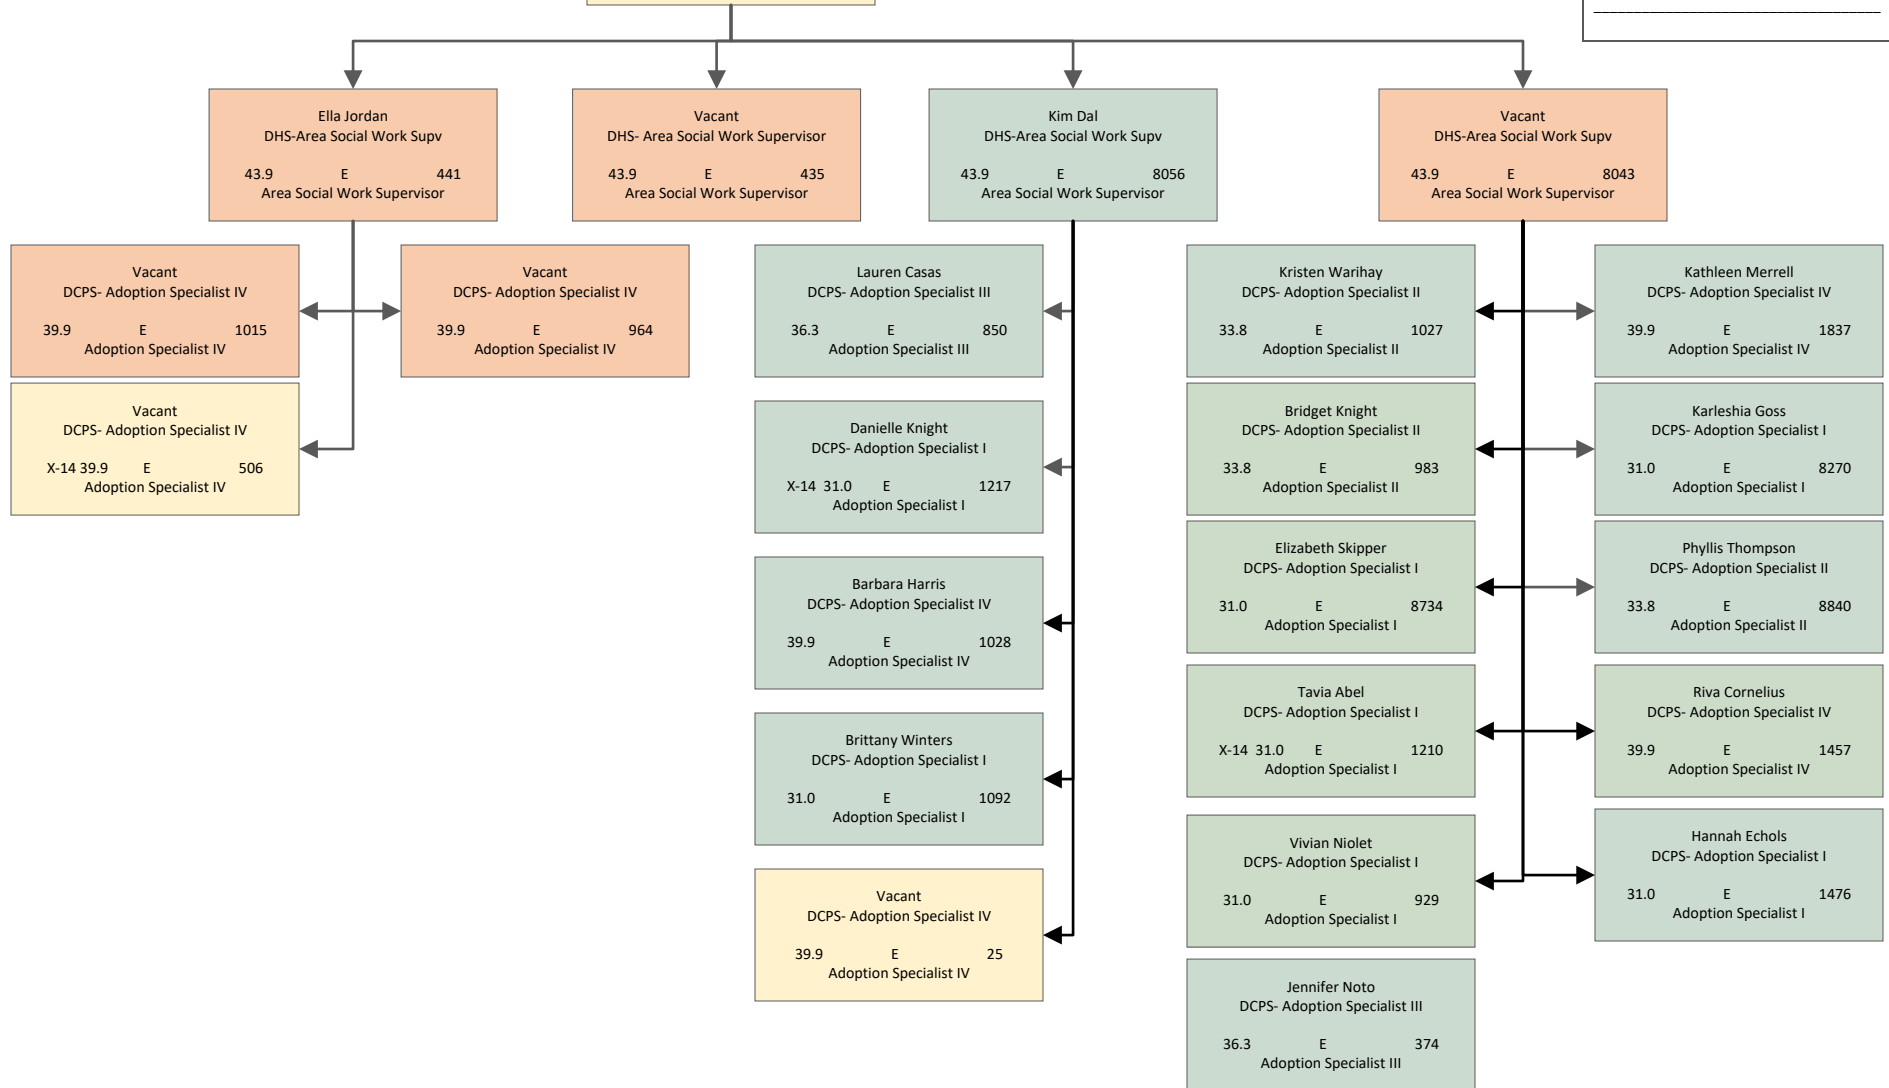 Ella Jordan
DHS-Area Social Work Supv
43.9 E 441
Area Social Work Supervisor
Vacant
DHS- Area Social Work Supervisor
43.9 E 435
Area Social Work Supervisor
Kim Dal
DHS-Area Social Work Supv
43.9 E 8056
Area Social Work Supervisor
Vacant
DHS-Area Social Work Supv
43.9 E 8043
Area Social Work Supervisor
Vacant
DCPS- Adoption Specialist IV
39.9 E 1015
Adoption Specialist IV
Vacant
DCPS- Adoption Specialist IV
39.9 E 964
Adoption Specialist IV
Vacant
DCPS- Adoption Specialist IV
X-14 39.9 E 506
Adoption Specialist IV
Lauren Casas
DCPS- Adoption Specialist III
36.3 E 850
Adoption Specialist III
Danielle Knight
DCPS- Adoption Specialist I
X-14 31.0 E 1217
Adoption Specialist I
Barbara Harris
DCPS- Adoption Specialist IV
39.9 E 1028
Adoption Specialist IV
Brittany Winters
DCPS- Adoption Specialist I
31.0 E 1092
Adoption Specialist I
Vacant
DCPS- Adoption Specialist IV
39.9 E 25
Adoption Specialist IV
Kristen Warihay
DCPS- Adoption Specialist II
33.8 E 1027
Adoption Specialist II
Kathleen Merrell
DCPS- Adoption Specialist IV
39.9 E 1837
Adoption Specialist IV
Bridget Knight
DCPS- Adoption Specialist II
33.8 E 983
Adoption Specialist II
Karleshia Goss
DCPS- Adoption Specialist I
31.0 E 8270
Adoption Specialist I
Elizabeth Skipper
DCPS- Adoption Specialist I
31.0 E 8734
Adoption Specialist I
Phyllis Thompson
DCPS- Adoption Specialist II
33.8 E 8840
Adoption Specialist II
Tavia Abel
DCPS- Adoption Specialist I
X-14 31.0 E 1210
Adoption Specialist I
Riva Cornelius
DCPS- Adoption Specialist IV
39.9 E 1457
Adoption Specialist IV
Vivian Niolet
DCPS- Adoption Specialist I
31.0 E 929
Adoption Specialist I
Hannah Echols
DCPS- Adoption Specialist I
31.0 E 1476
Adoption Specialist I
Jennifer Noto
DCPS- Adoption Specialist III
36.3 E 374
Adoption Specialist III